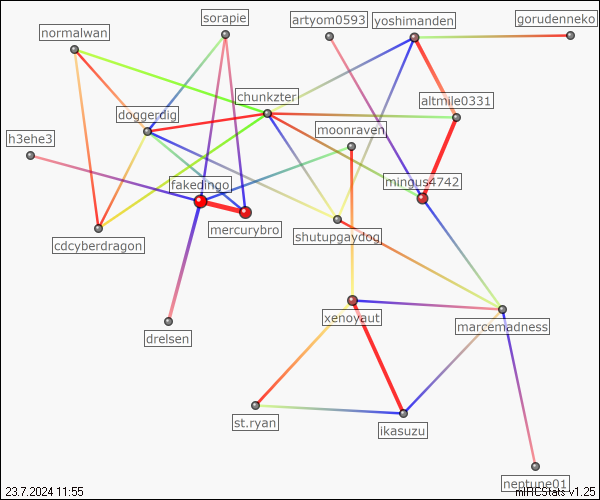 sorapie
artyom0593
yoshimanden
gorudenneko
normalwan
chunkzter
altmile0331
doggerdig
moonraven
h3ehe3
fakedingo
mingus4742
mercurybro
shutupgaydog
cdcyberdragon
xenoyaut
marcemadness
drelsen
st.ryan
ikasuzu
neptune01
23.7.2024 11:55
mIRCStats v1.25